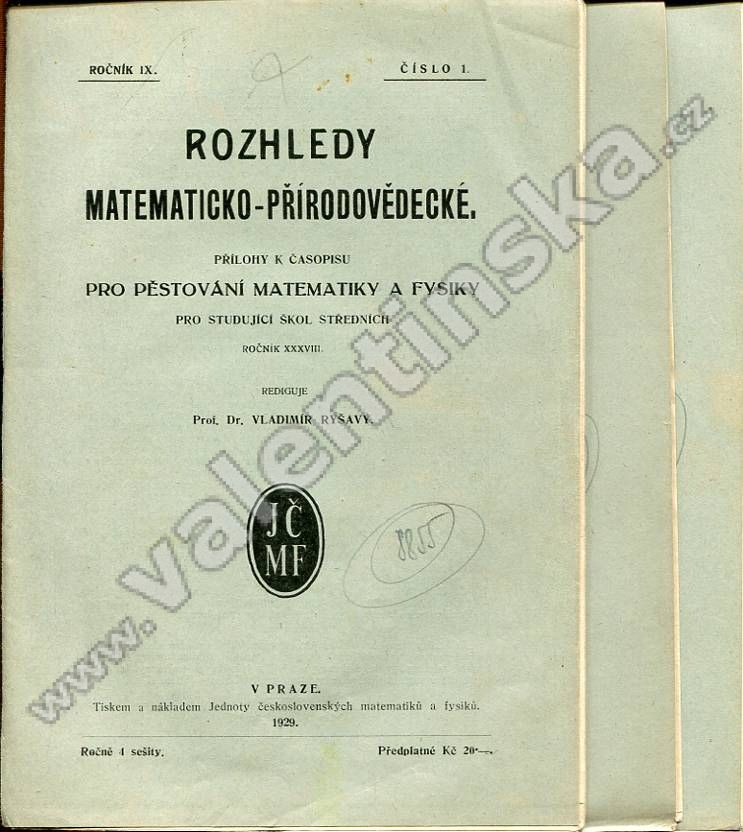 ROČNÍK IX.
ČÍSLO 1.
ROZHLEDY
MATEMATICKO-PŘÍRODOVĚDECKÉ.
PŘÍLOHY K ČASOPISU
PRO PĚSTOVÁNÍ MATEMATIKY A FYSIKY
PRO STUDUJÍCÍ ŠKOL STŘEDNÍCH
ROČNÍK XXXVIII.
REDIGUJE
Prof. Dr. VLADIMÍR RYŠAVÝ.
JČ
MF
8855
V PRAZE.
Tiskem a nákladem Jednoty československých matematiků a fysiků.
1929.
Ročně 4 sešity.
Předplatné Kč 20·—.
www.valentinska.cz